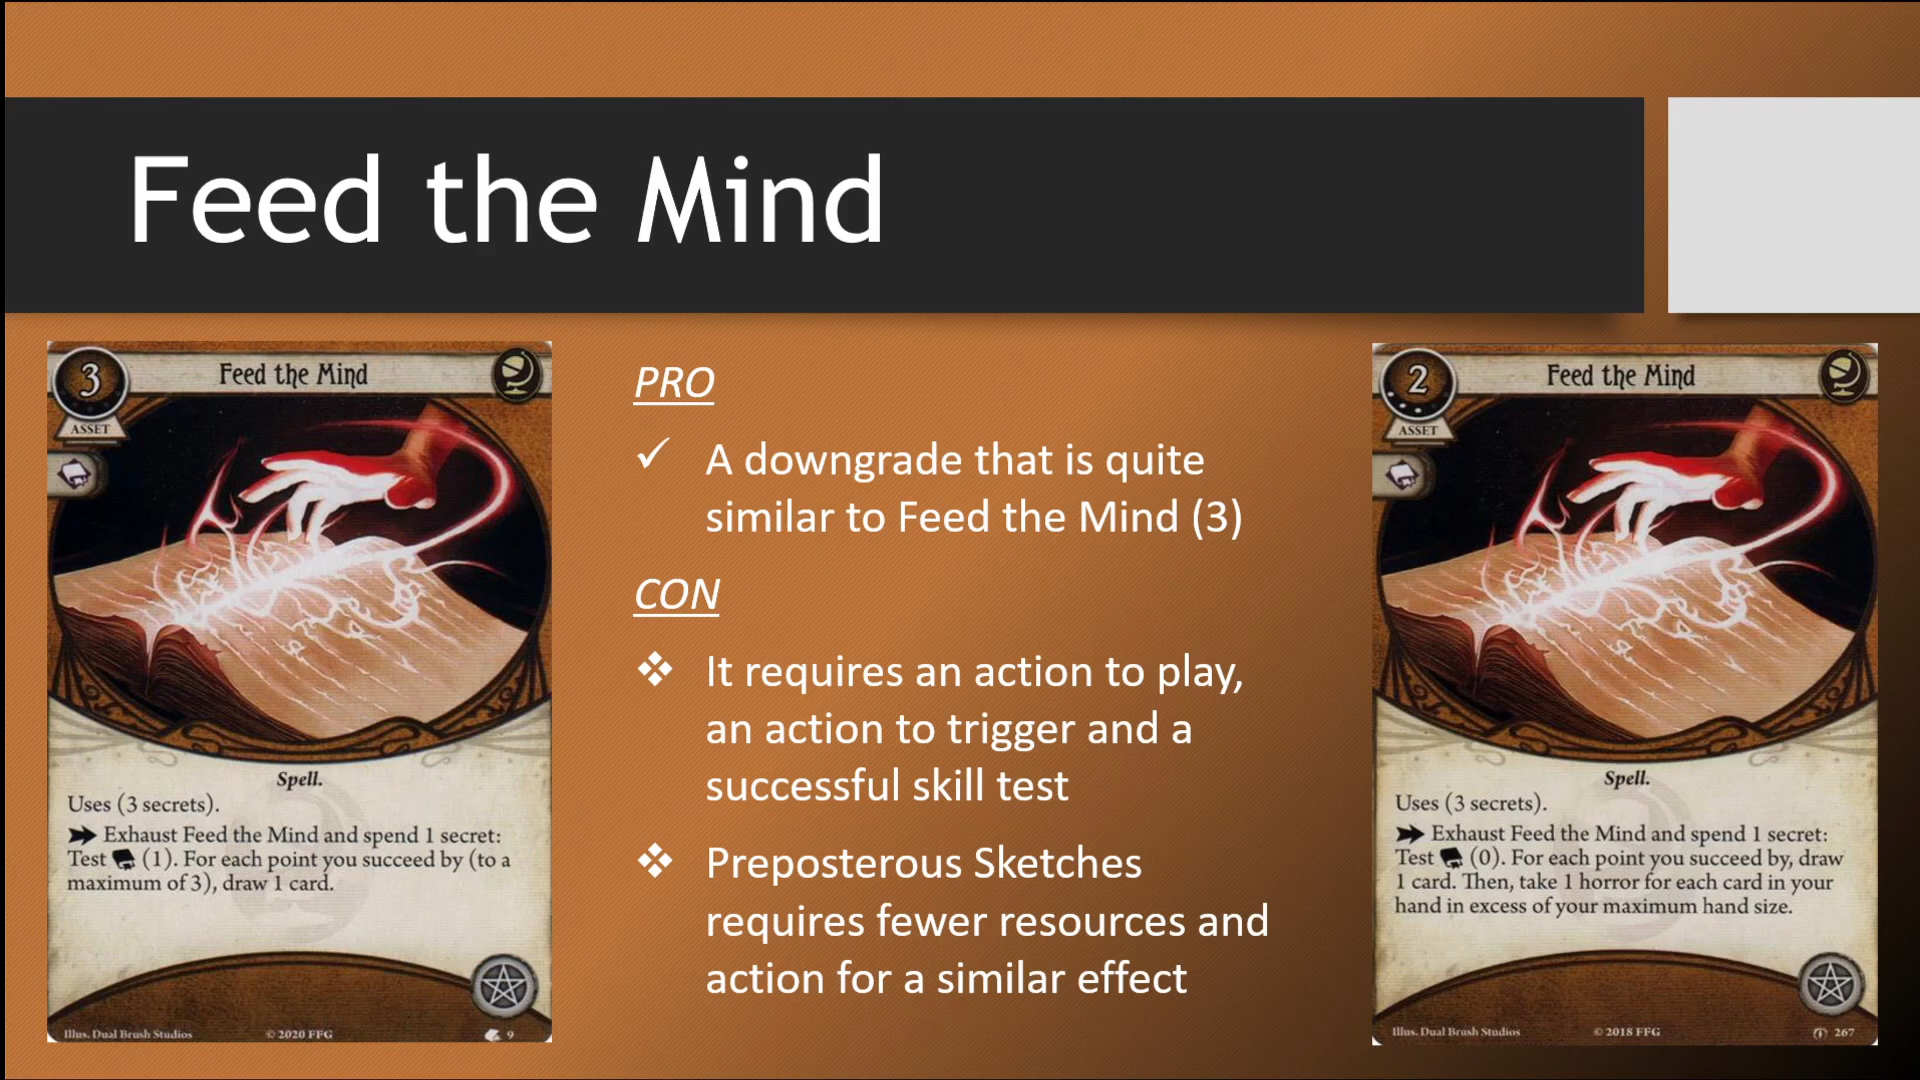 Feed the Mind
3
Feed the Mind
ASSET
Spell.
Uses (3 secrets).
Exhaust Feed the Mind and spend 1 secret:
Test (1). For each point you succeed by (to a
maximum of 3), draw 1 card.
Illus. Dual Brush Studios
© 2020 FFG
9
PRO
A downgrade that is quite
similar to Feed the Mind (3)
CON
It requires an action to play,
an action to trigger and a
successful skill test
Preposterous Sketches
requires fewer resources and
action for a similar effect
2
Feed the Mind
ASSET
Spell.
Uses (3 secrets).
Exhaust Feed the Mind and spend 1 secret:
Test (0). For each point you succeed by, draw
1 card. Then, take 1 horror for each card in your
hand in excess of your maximum hand size.
Illus. Dual Brush Studios
© 2018 FFG
267